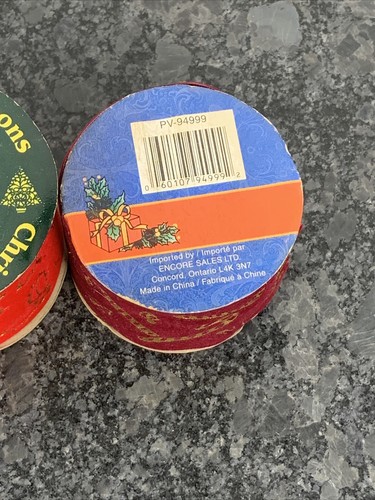 ons
Chri
PV-94999
0 60107 94999 2
Imported by / Importé par
ENCORE SALES LTD.
Concord, Ontario L4K 3N7
Made in China / Fabriqué à Chine